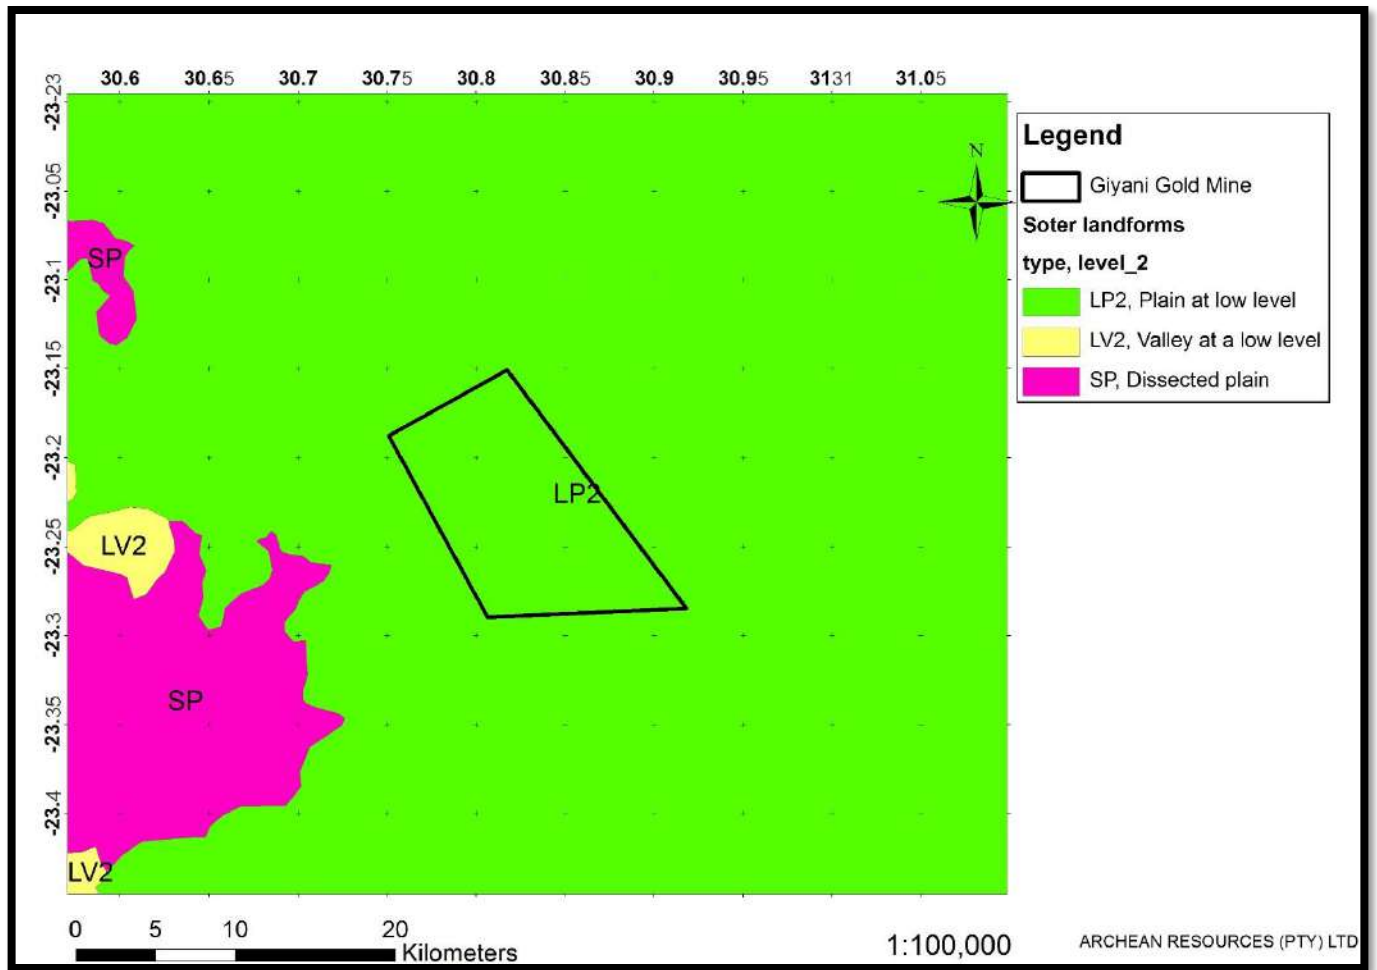 30.6 30.65 30.7 30.75 30.8 30.85 30.9 30.95 3131 31.05
-23-23
-23.05
-23.1
-23.15
-23.2
-23.25
-23.3
-23.35
-23.4
SP
LV2
SP
LV2
LP2
N
Legend
Giyani Gold Mine
Soter landforms
type, level_2
LP2, Plain at low level
LV2, Valley at a low level
SP, Dissected plain
0 5 10 20
Kilometers
1:100,000
ARCHEAN RESOURCES (PTY) LTD